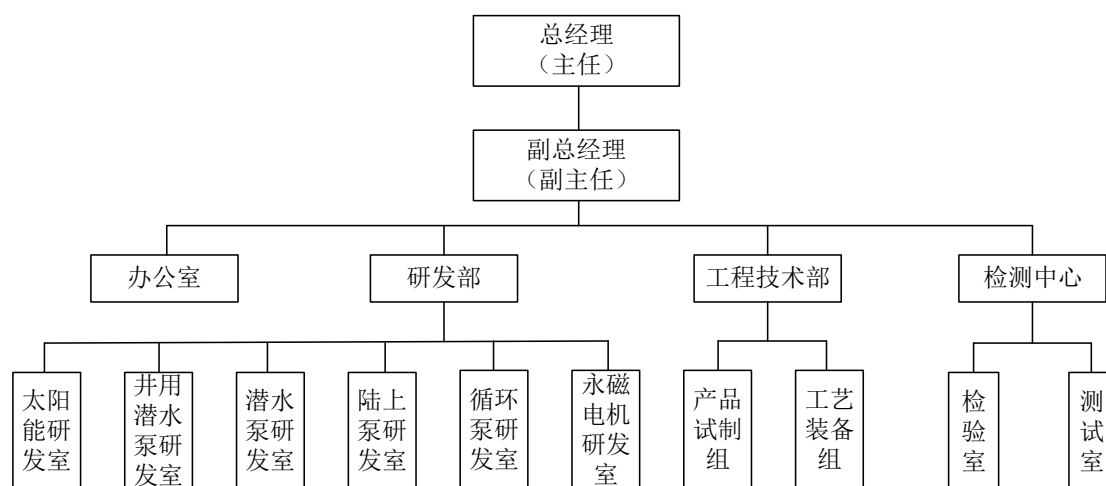 总经理
（主任）
副总经理
（副主任）
办公室
研发部
工程技术部
检测中心
太阳
能研
发室
井用
潜水
泵研
发室
潜水
泵研
发室
陆上
泵研
发室
循环
泵研
发室
永磁
电机
研发
室
产品
试制
组
工艺
装备
组
检
验
室
测
试
室